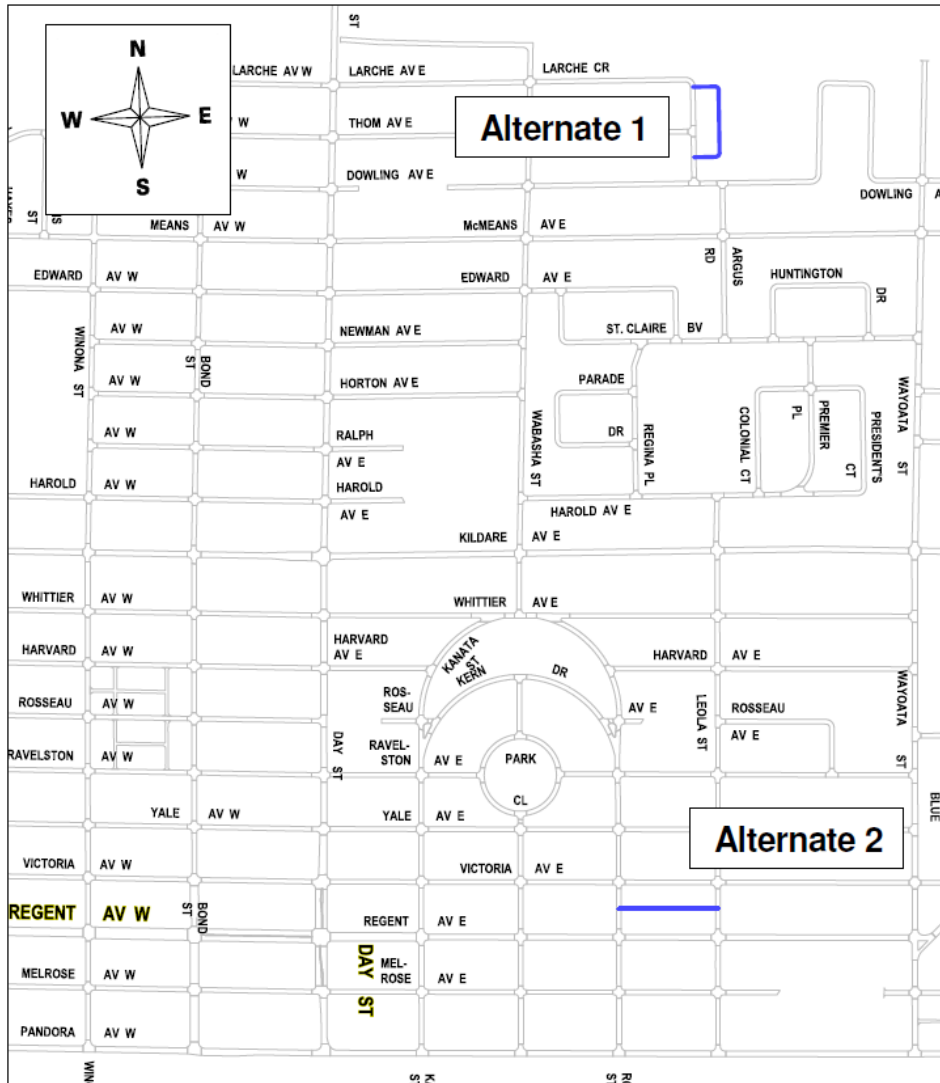 ST
N
W E
S
LARCHE AV W LARCHE AV E LARCHE CR
Alternate 1
W THOM AV E
W DOWLING AV E
DOWLING A
ST
MEANS AV W McMEANS AV E
ARGUS
RD
EDWARD AV W EDWARD AV E HUNTINGTON
DR
WINONA ST
AV W NEWMAN AV E ST. CLAIRE BV
BOND
ST
AV W HORTON AV E PARADE
DR
WABASHA ST
REGINA PL
COLONIAL CT
PREMIER
PL
PRESIDENT'S
CT
WAYOATA ST
AV W RALPH
AV E
HAROLD AV W HAROLD
AV E
HAROLD AV E
KILDARE AV E
WHITTIER AV W WHITTIER AV E
HARVARD AV W HARVARD
AV E
KANATA
ST
KERN DR
HARVARD AV E
ROSSEAU AV W ROS-
SEAU
AV E
LEOLA ST
ROSSEAU
AV E
WAYOATA
ST
DAY ST
RAVELSTON AV W RAVEL-
STON AV E
PARK
CL
YALE AV W YALE AV E
BLUE
Alternate 2
VICTORIA AV W VICTORIA AV E
REGENT AV W
BOND
ST
REGENT AV E
DAY
ST
MELROSE AV W MEL-
ROSE AV E
PANDORA AV W
ST
ST